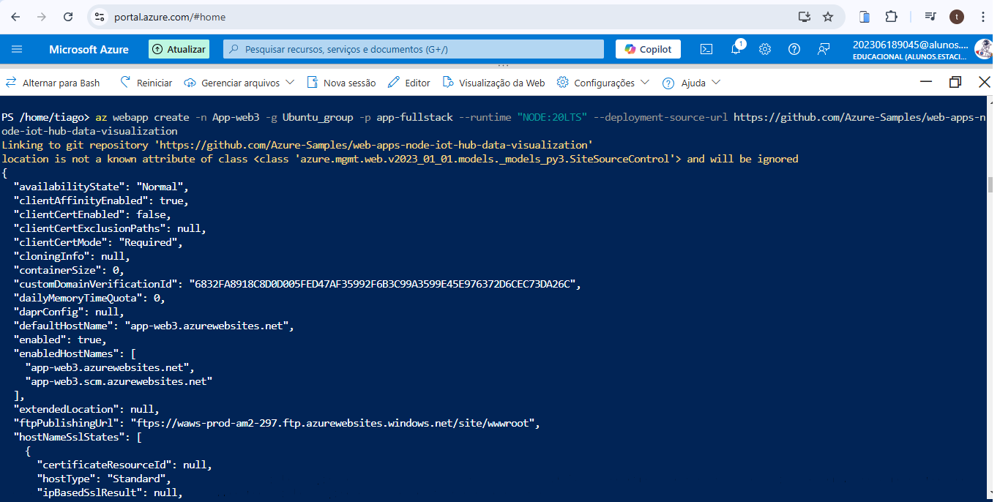 portal.azure.com/#home
t
Microsoft Azure
Atualizar
Pesquisar recursos, serviços e documentos (G+/)
Copilot
1
202306189045@alunos....
EDUCACIONAL (ALUNOS.ESTACI...
Alternar para Bash
Reiniciar
Gerenciar arquivos
Nova sessão
Editor
Visualização da Web
Configurações
Ajuda
PS /home/tiago> az webapp create -n App-web3 -g Ubuntu_group -p app-fullstack --runtime "NODE:20LTS" --deployment-source-url https://github.com/Azure-Samples/web-apps-n
ode-iot-hub-data-visualization
Linking to git repository 'https://github.com/Azure-Samples/web-apps-node-iot-hub-data-visualization'
location is not a known attribute of class <class 'azure.mgmt.web.v2023_01_01.models._models_py3.SiteSourceControl'> and will be ignored
{
  "availabilityState": "Normal",
  "clientAffinityEnabled": true,
  "clientCertEnabled": false,
  "clientCertExclusionPaths": null,
  "clientCertMode": "Required",
  "cloningInfo": null,
  "containerSize": 0,
  "customDomainVerificationId": "6832FA8918C8D0D005FED47AF35992F6B3C99A3599E45E976372D6CEC73DA26C",
  "dailyMemoryTimeQuota": 0,
  "daprConfig": null,
  "defaultHostName": "app-web3.azurewebsites.net",
  "enabled": true,
  "enabledHostNames": [
    "app-web3.azurewebsites.net",
    "app-web3.scm.azurewebsites.net"
  ],
  "extendedLocation": null,
  "ftpPublishingUrl": "ftps://waws-prod-am2-297.ftp.azurewebsites.windows.net/site/wwwroot",
  "hostNameSslStates": [
    {
      "certificateResourceId": null,
      "hostType": "Standard",
      "ipBasedSslResult": null,